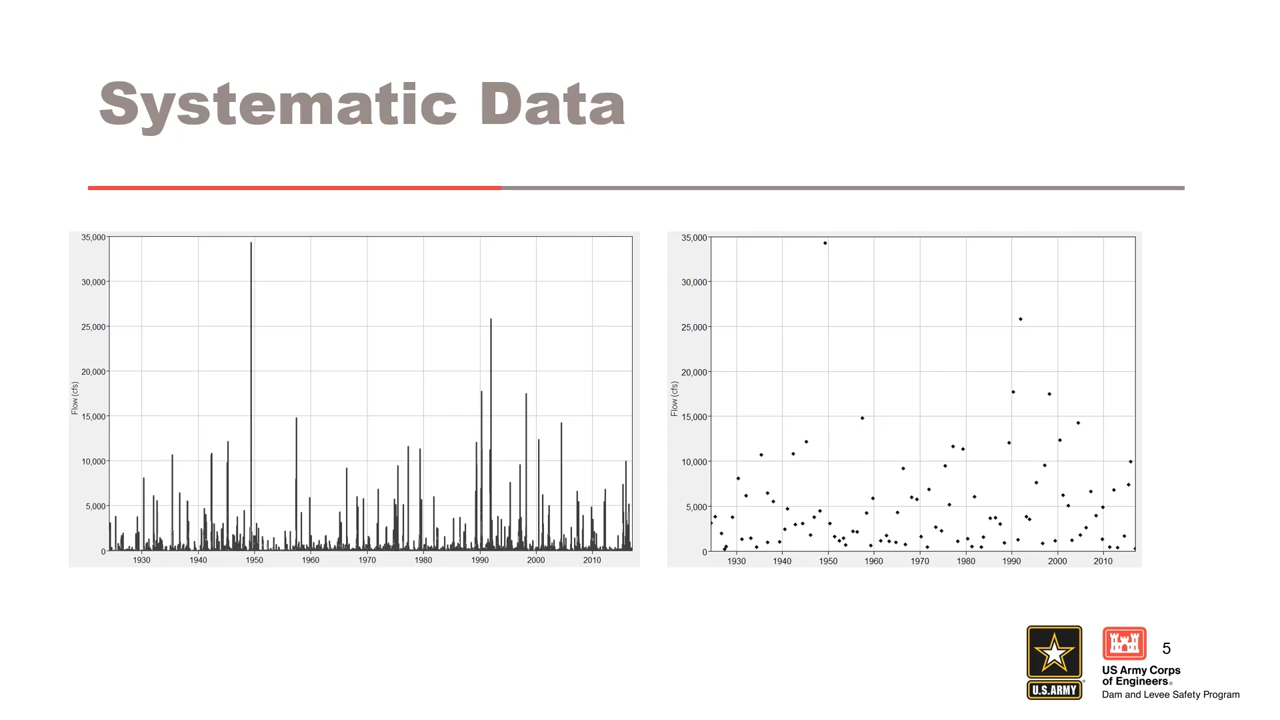 Systematic Data
35,000
30,000
25,000
20,000
15,000
10,000
5,000
0
Flow (cfs)
1930 1940 1950 1960 1970 1980 1990 2000 2010
35,000
30,000
25,000
20,000
15,000
10,000
5,000
0
Flow (cfs)
1930 1940 1950 1960 1970 1980 1990 2000 2010
U.S.ARMY
US Army Corps
of Engineers®
Dam and Levee Safety Program
5